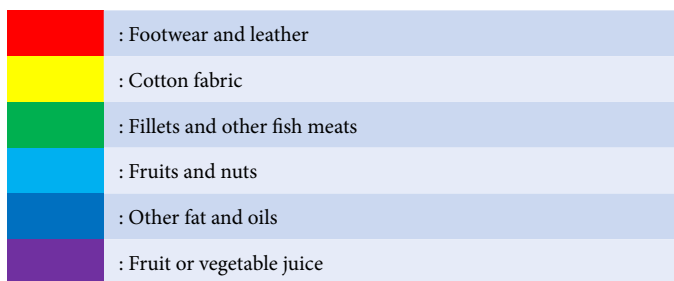 : Footwear and leather
: Cotton fabric
: Fillets and other fish meats
: Fruits and nuts
: Other fat and oils
: Fruit or vegetable juice